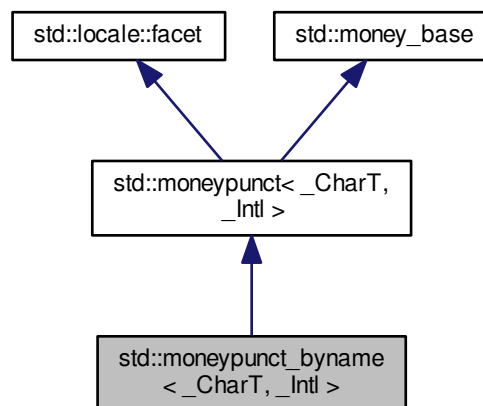 std::locale::facet
std::money_base
std::moneypunct< _CharT,
_Intl >
std::moneypunct_byname
< _CharT, _Intl >